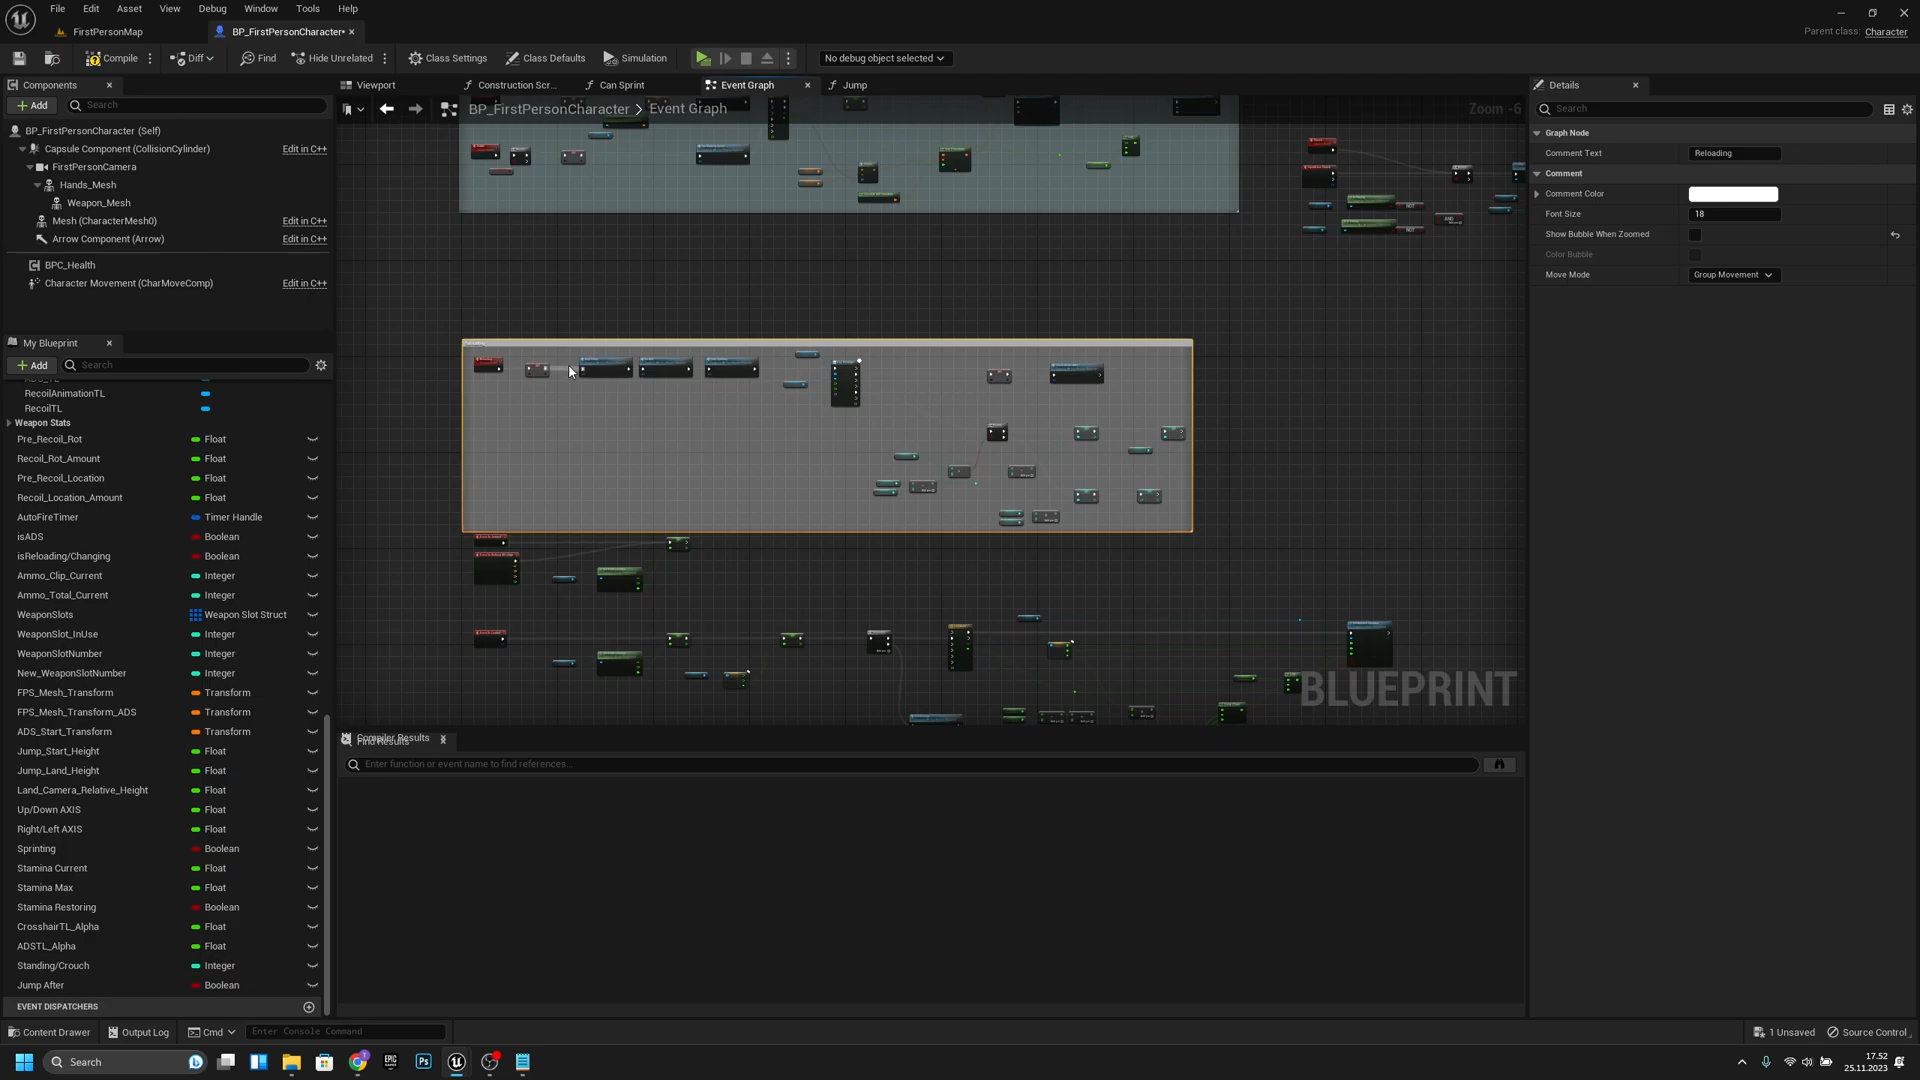 File Edit Asset View Debug Window Tools Help
FirstPersonMap
BP_FirstPersonCharacter•
Parent class: Character
Compile
Diff
Find
Hide Unrelated
Class Settings
Class Defaults
Simulation
No debug object selected
Components
Viewport
Construction Scr...
Can Sprint
Event Graph
Jump
Details
Add
Search
BP_FirstPersonCharacter > Event Graph
Zoom -6
Search
BP_FirstPersonCharacter (Self)
Capsule Component (CollisionCylinder) Edit in C++
FirstPersonCamera
Hands_Mesh
Weapon_Mesh
Mesh (CharacterMesh0) Edit in C++
Arrow Component (Arrow) Edit in C++
BPC_Health
Character Movement (CharMoveComp) Edit in C++
Graph Node
Comment Text Reloading
Comment
Comment Color
Font Size 18
Show Bubble When Zoomed
Color Bubble
Move Mode Group Movement
AND
My Blueprint
Add
Search
RecoilAnimationTL
RecoilTL
Weapon Stats
Pre_Recoil_Rot Float
Recoil_Rot_Amount Float
Pre_Recoil_Location Float
Recoil_Location_Amount Float
AutoFireTimer Timer Handle
isADS Boolean
isReloading/Changing Boolean
Ammo_Clip_Current Integer
Ammo_Total_Current Integer
WeaponSlots Weapon Slot Struct
WeaponSlot_InUse Integer
WeaponSlotNumber Integer
New_WeaponSlotNumber Integer
FPS_Mesh_Transform Transform
FPS_Mesh_Transform_ADS Transform
ADS_Start_Transform Transform
Jump_Start_Height Float
Jump_Land_Height Float
Land_Camera_Relative_Height Float
Up/Down AXIS Float
Right/Left AXIS Float
Sprinting Boolean
Stamina Current Float
Stamina Max Float
Stamina Restoring Boolean
CrosshairTL_Alpha Float
ADSTL_Alpha Float
Standing/Crouch Integer
Jump After Boolean
EVENT DISPATCHERS
BLUEPRINT
Compiler Results
Find Results
Enter function or event name to find references...
Content Drawer
Output Log
Cmd
Enter Console Command
1 Unsaved
Source Control
Search
17.52
25.11.2023